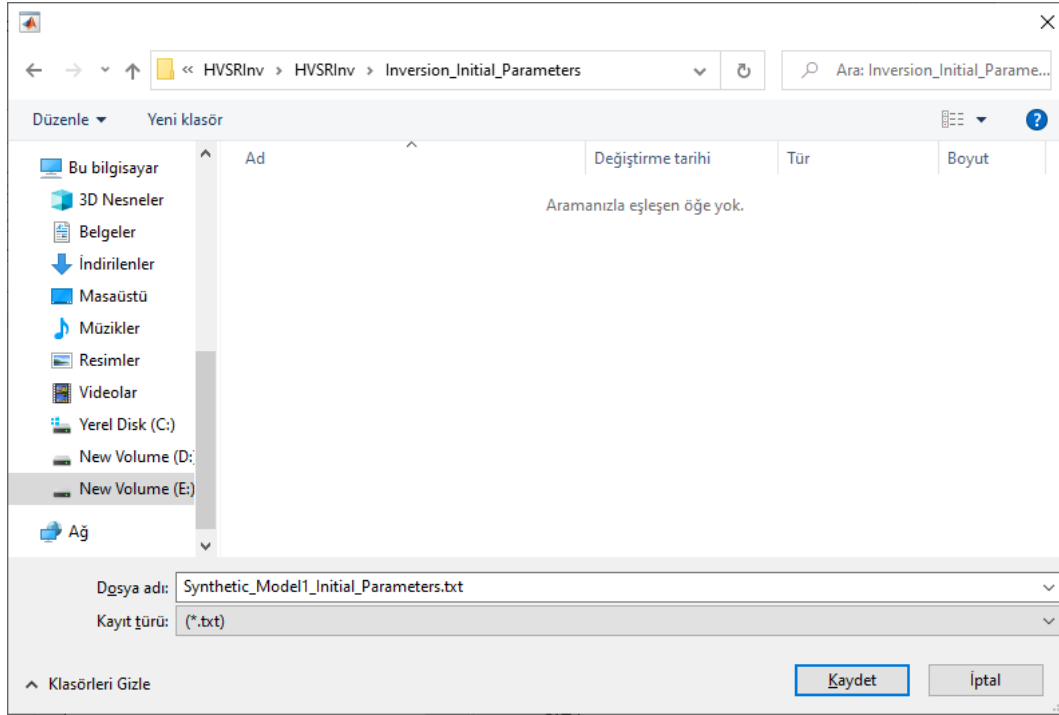 « HVSRInv › HVSRInv › Inversion_Initial_Parameters
Ara: Inversion_Initial_Parame...
Düzenle Yeni klasör
Ad Değiştirme tarihi Tür Boyut
Aramanızla eşleşen öğe yok.
Bu bilgisayar
3D Nesneler
Belgeler
İndirilenler
Masaüstü
Müzikler
Resimler
Videolar
Yerel Disk (C:)
New Volume (D:
New Volume (E:)
Ağ
Dosya adı: Synthetic_Model1_Initial_Parameters.txt
Kayıt türü: (*.txt)
Klasörleri Gizle
Kaydet İptal